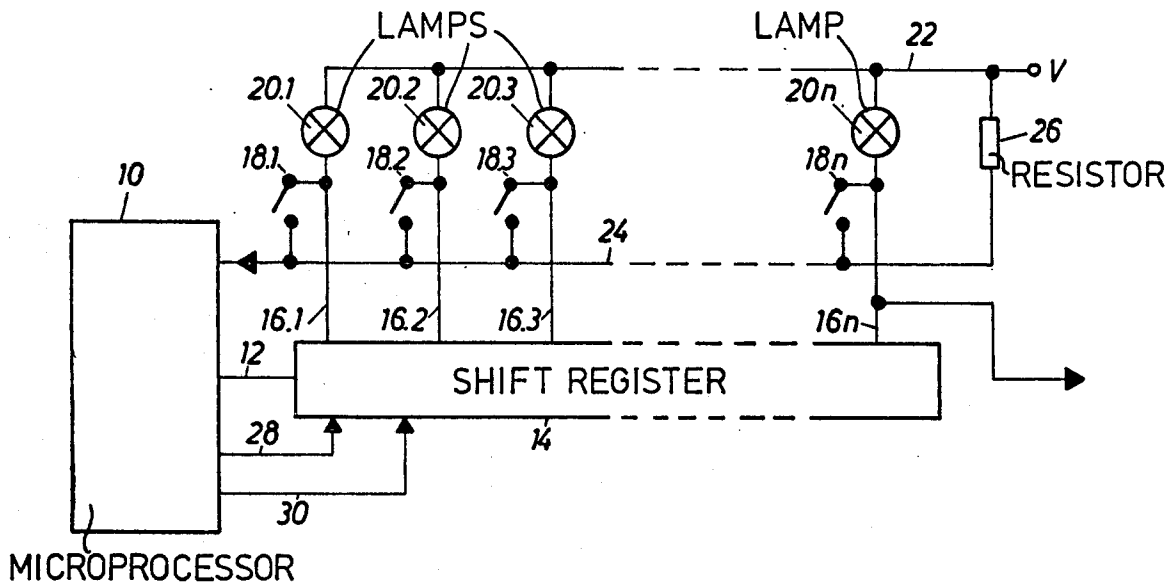 LAMPS LAMP 22
20.1 20.2 20.3 20n V
26
18.1 18.2 18.3 18n RESISTOR
10
24
16.1 16.2 16.3 16n
12 SHIFT REGISTER
28 14
30
MICROPROCESSOR